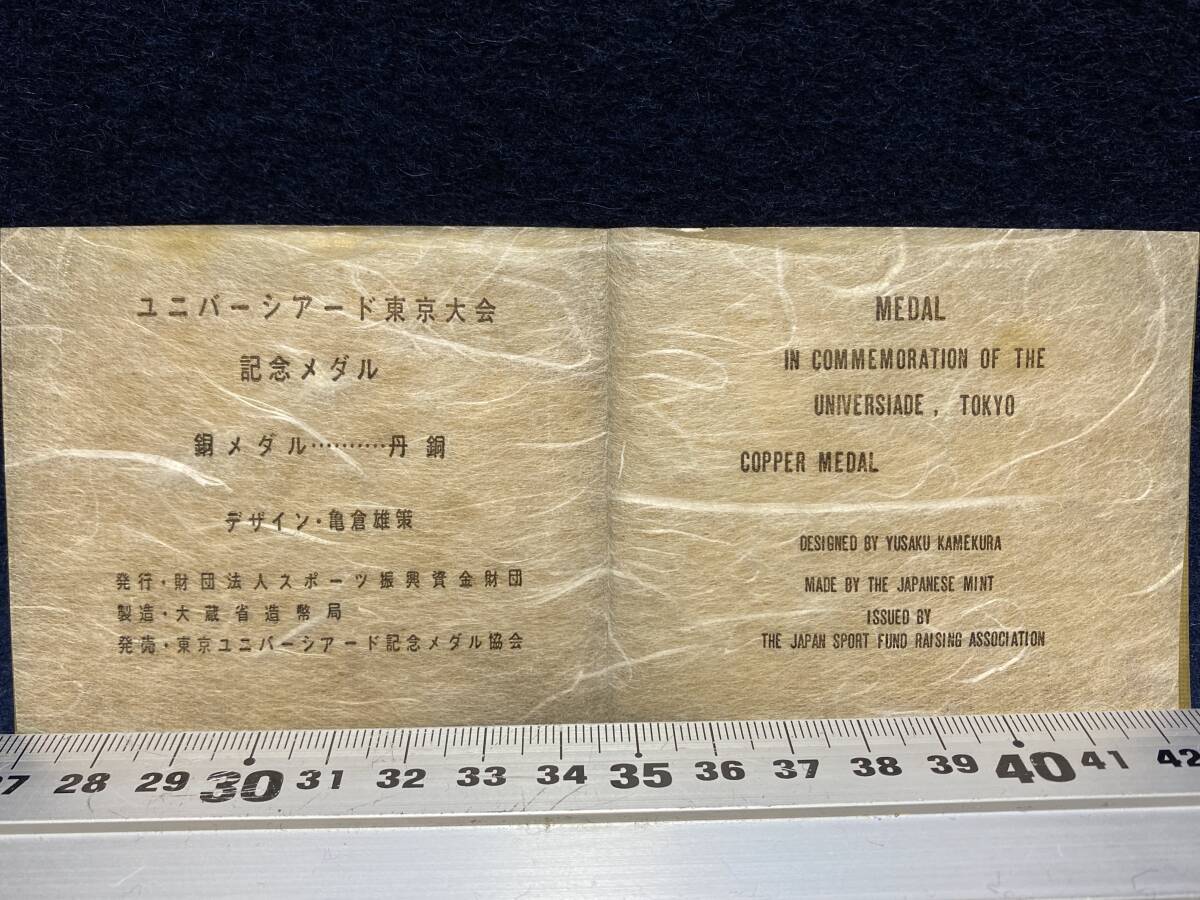 ユニバーシアード東京大会
記念メダル
銅メダル‥‥‥‥‥丹銅
デザイン・亀倉雄策
発行・財団法人スポーツ振興資金財団
製造・大蔵省造幣局
発売・東京ユニバーシアード記念メダル協会
MEDAL
IN COMMEMORATION OF THE
UNIVERSIADE, TOKYO
COPPER MEDAL
DESIGNED BY YUSAKU KAMEKURA
MADE BY THE JAPANESE MINT
ISSUED BY
THE JAPAN SPORT FUND RAISING ASSOCIATION
27 28 29 30 31 32 33 34 35 36 37 38 39 40 41 42